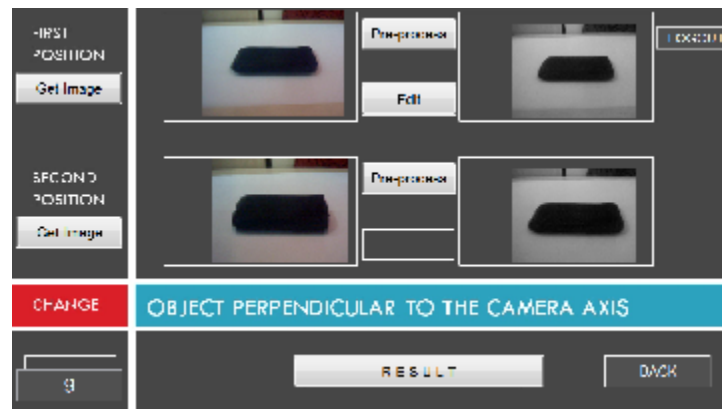 FIRST
POSITION
Get Image
Pre-process
Edit
LOGOUT
SECOND
POSITION
Get Image
Pre-process
CHANGE
OBJECT PERPENDICULAR TO THE CAMERA AXIS
9
RESULT
BACK